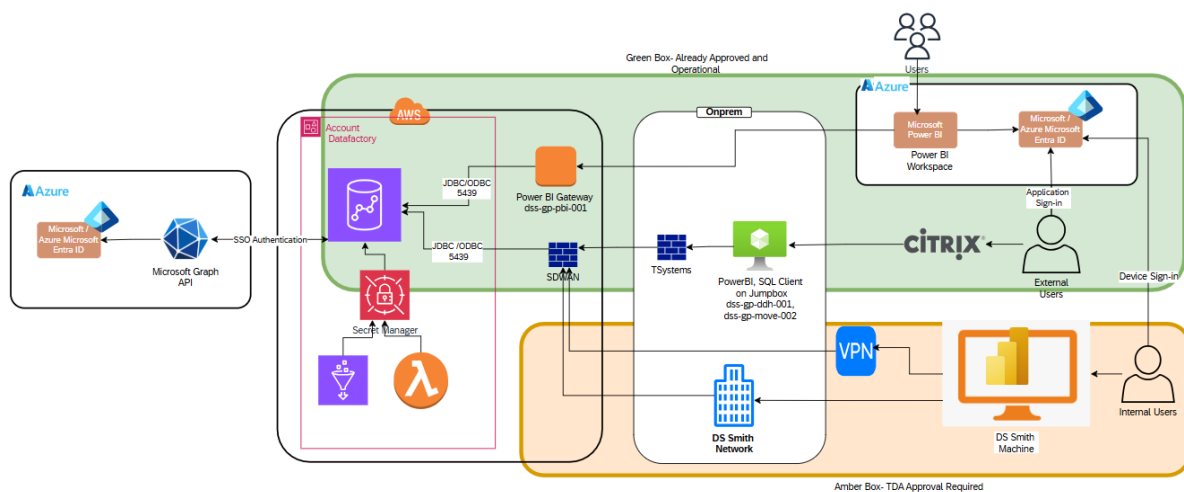 Users
Green Box- Already Approved and
Operational
Azure
AWS
Onprem
Account
Datafactory
Microsoft
Power BI
Power BI
Workspace
Microsoft /
Azure Microsoft
Entra ID
JDBC/ODBC
5439
Power BI Gateway
dss-gp-pbi-001
Azure
Microsoft /
Azure Microsoft
Entra ID
Microsoft Graph
API
SSO Authentication
JDBC /ODBC
5439
SDWAN
TSystems
PowerBI, SQL Client
on Jumpbox
dss-gp-ddh-001,
dss-gp-move-002
CİTRIX®
Application
Sign-in
External
Users
Device Sign-in
Secret Manager
VPN
DS Smith
Network
DS Smith
Machine
Internal Users
Amber Box- TDA Approval Required